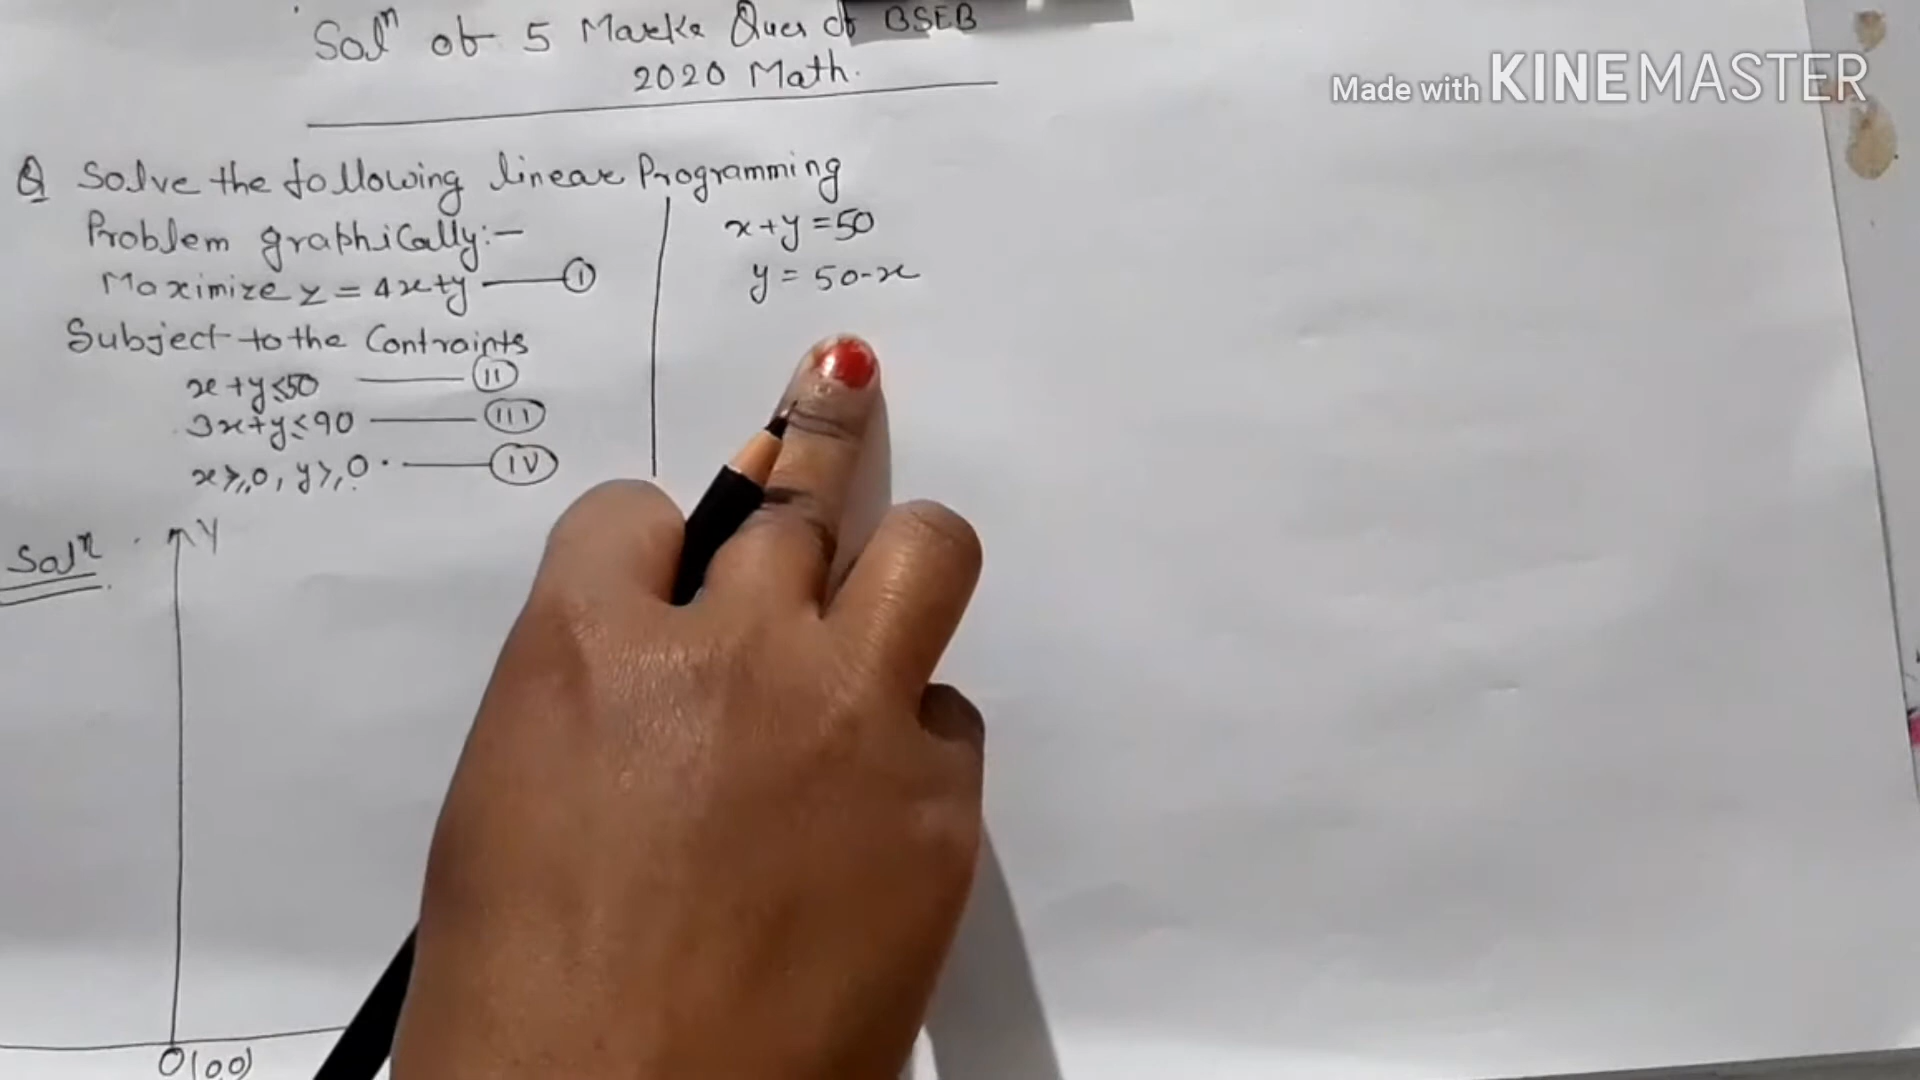 Solⁿ of 5 Marks Ques of BSEB
2020 Math.
Made with KINEMASTER
Q Solve the following linear Programming
Problem graphically:-
Maximize z = 4x+y —— I
Subject to the Contraints
x+y≤50 —— II
3x+y≤90 —— III
x≥0, y≥0. —— IV
x+y=50
y = 50-x
Solⁿ
Y
O(0,0)